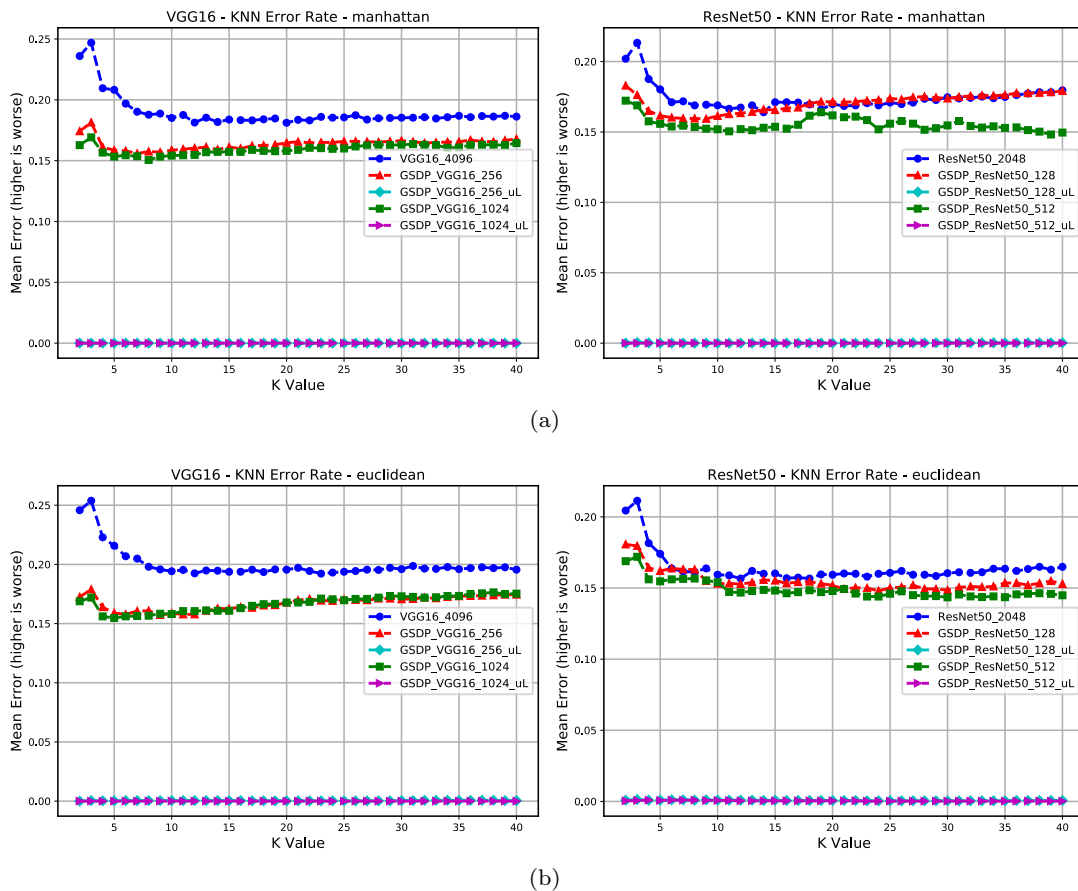 VGG16 - KNN Error Rate - manhattan
Mean Error (higher is worse)
0.25
0.20
0.15
0.10
0.05
0.00
VGG16_4096
GSDP_VGG16_256
GSDP_VGG16_256_uL
GSDP_VGG16_1024
GSDP_VGG16_1024_uL
5 10 15 20 25 30 35 40
K Value
ResNet50 - KNN Error Rate - manhattan
Mean Error (higher is worse)
0.20
0.15
0.10
0.05
0.00
ResNet50_2048
GSDP_ResNet50_128
GSDP_ResNet50_128_uL
GSDP_ResNet50_512
GSDP_ResNet50_512_uL
5 10 15 20 25 30 35 40
K Value
(a)
VGG16 - KNN Error Rate - euclidean
Mean Error (higher is worse)
0.25
0.20
0.15
0.10
0.05
0.00
VGG16_4096
GSDP_VGG16_256
GSDP_VGG16_256_uL
GSDP_VGG16_1024
GSDP_VGG16_1024_uL
5 10 15 20 25 30 35 40
K Value
ResNet50 - KNN Error Rate - euclidean
Mean Error (higher is worse)
0.20
0.15
0.10
0.05
0.00
ResNet50_2048
GSDP_ResNet50_128
GSDP_ResNet50_128_uL
GSDP_ResNet50_512
GSDP_ResNet50_512_uL
5 10 15 20 25 30 35 40
K Value
(b)